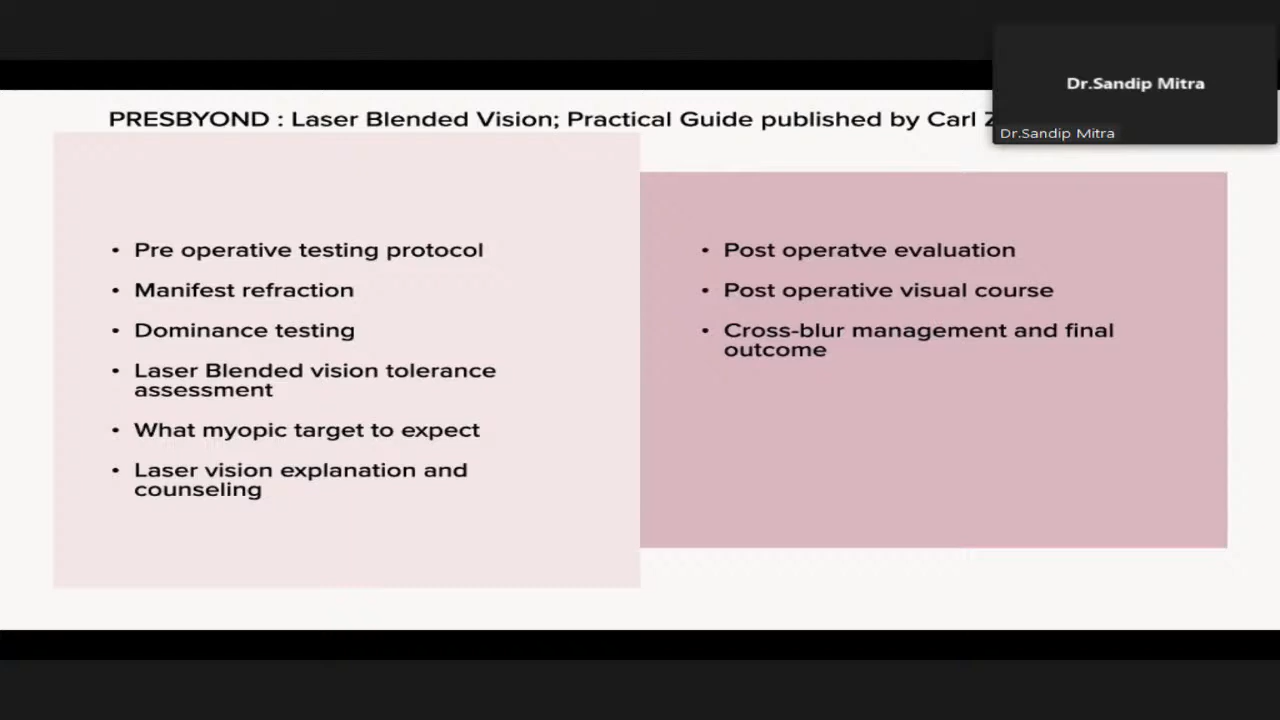 PRESBYOND : Laser Blended Vision; Practical Guide published by Carl
Dr.Sandip Mitra
Dr.Sandip Mitra
• Pre operative testing protocol
• Manifest refraction
• Dominance testing
• Laser Blended vision tolerance
assessment
• What myopic target to expect
• Laser vision explanation and
counseling
• Post operatve evaluation
• Post operative visual course
• Cross-blur management and final
outcome